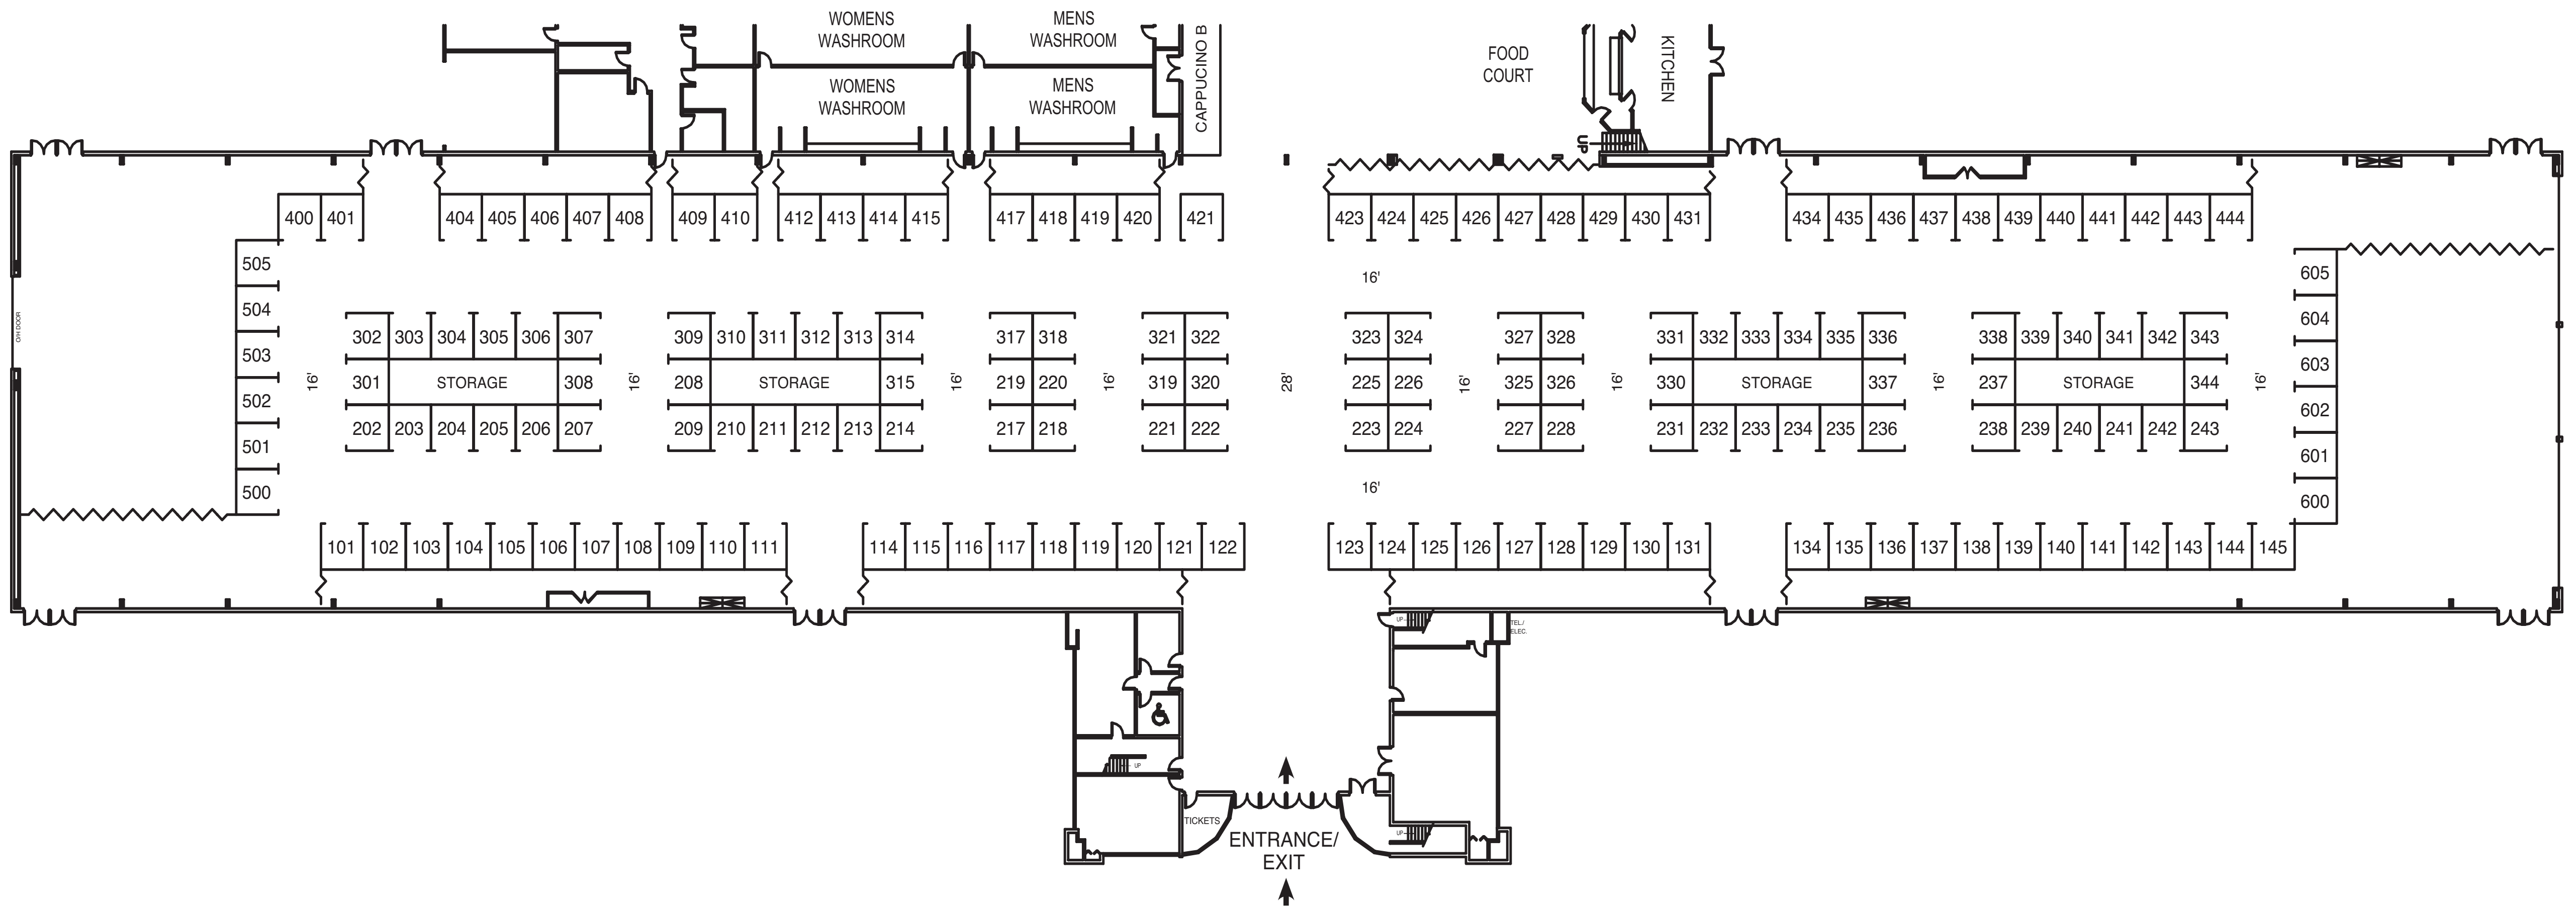 WOMENS
WASHROOM
MENS
WASHROOM
CAPPUCINO B
FOOD
COURT
KITCHEN
WOMENS
WASHROOM
MENS
WASHROOM
UP
400 401 404 405 406 407 408 409 410 412 413 414 415 417 418 419 420 421 423 424 425 426 427 428 429 430 431 434 435 436 437 438 439 440 441 442 443 444
505
504
503
502
501
500
O/H DOOR
16'
605
604
603
602
601
600
302 303 304 305 306 307 309 310 311 312 313 314 317 318 321 322 323 324 327 328 331 332 333 334 335 336 338 339 340 341 342 343
16' 301 STORAGE 308 16' 208 STORAGE 315 16' 219 220 16' 319 320 28' 225 226 16' 325 326 16' 330 STORAGE 337 16' 237 STORAGE 344 16'
202 203 204 205 206 207 209 210 211 212 213 214 217 218 221 222 223 224 227 228 231 232 233 234 235 236 238 239 240 241 242 243
16'
101 102 103 104 105 106 107 108 109 110 111 114 115 116 117 118 119 120 121 122 123 124 125 126 127 128 129 130 131 134 135 136 137 138 139 140 141 142 143 144 145
UP
TEL./
ELEC.
UP
TICKETS
UP
ENTRANCE/
EXIT